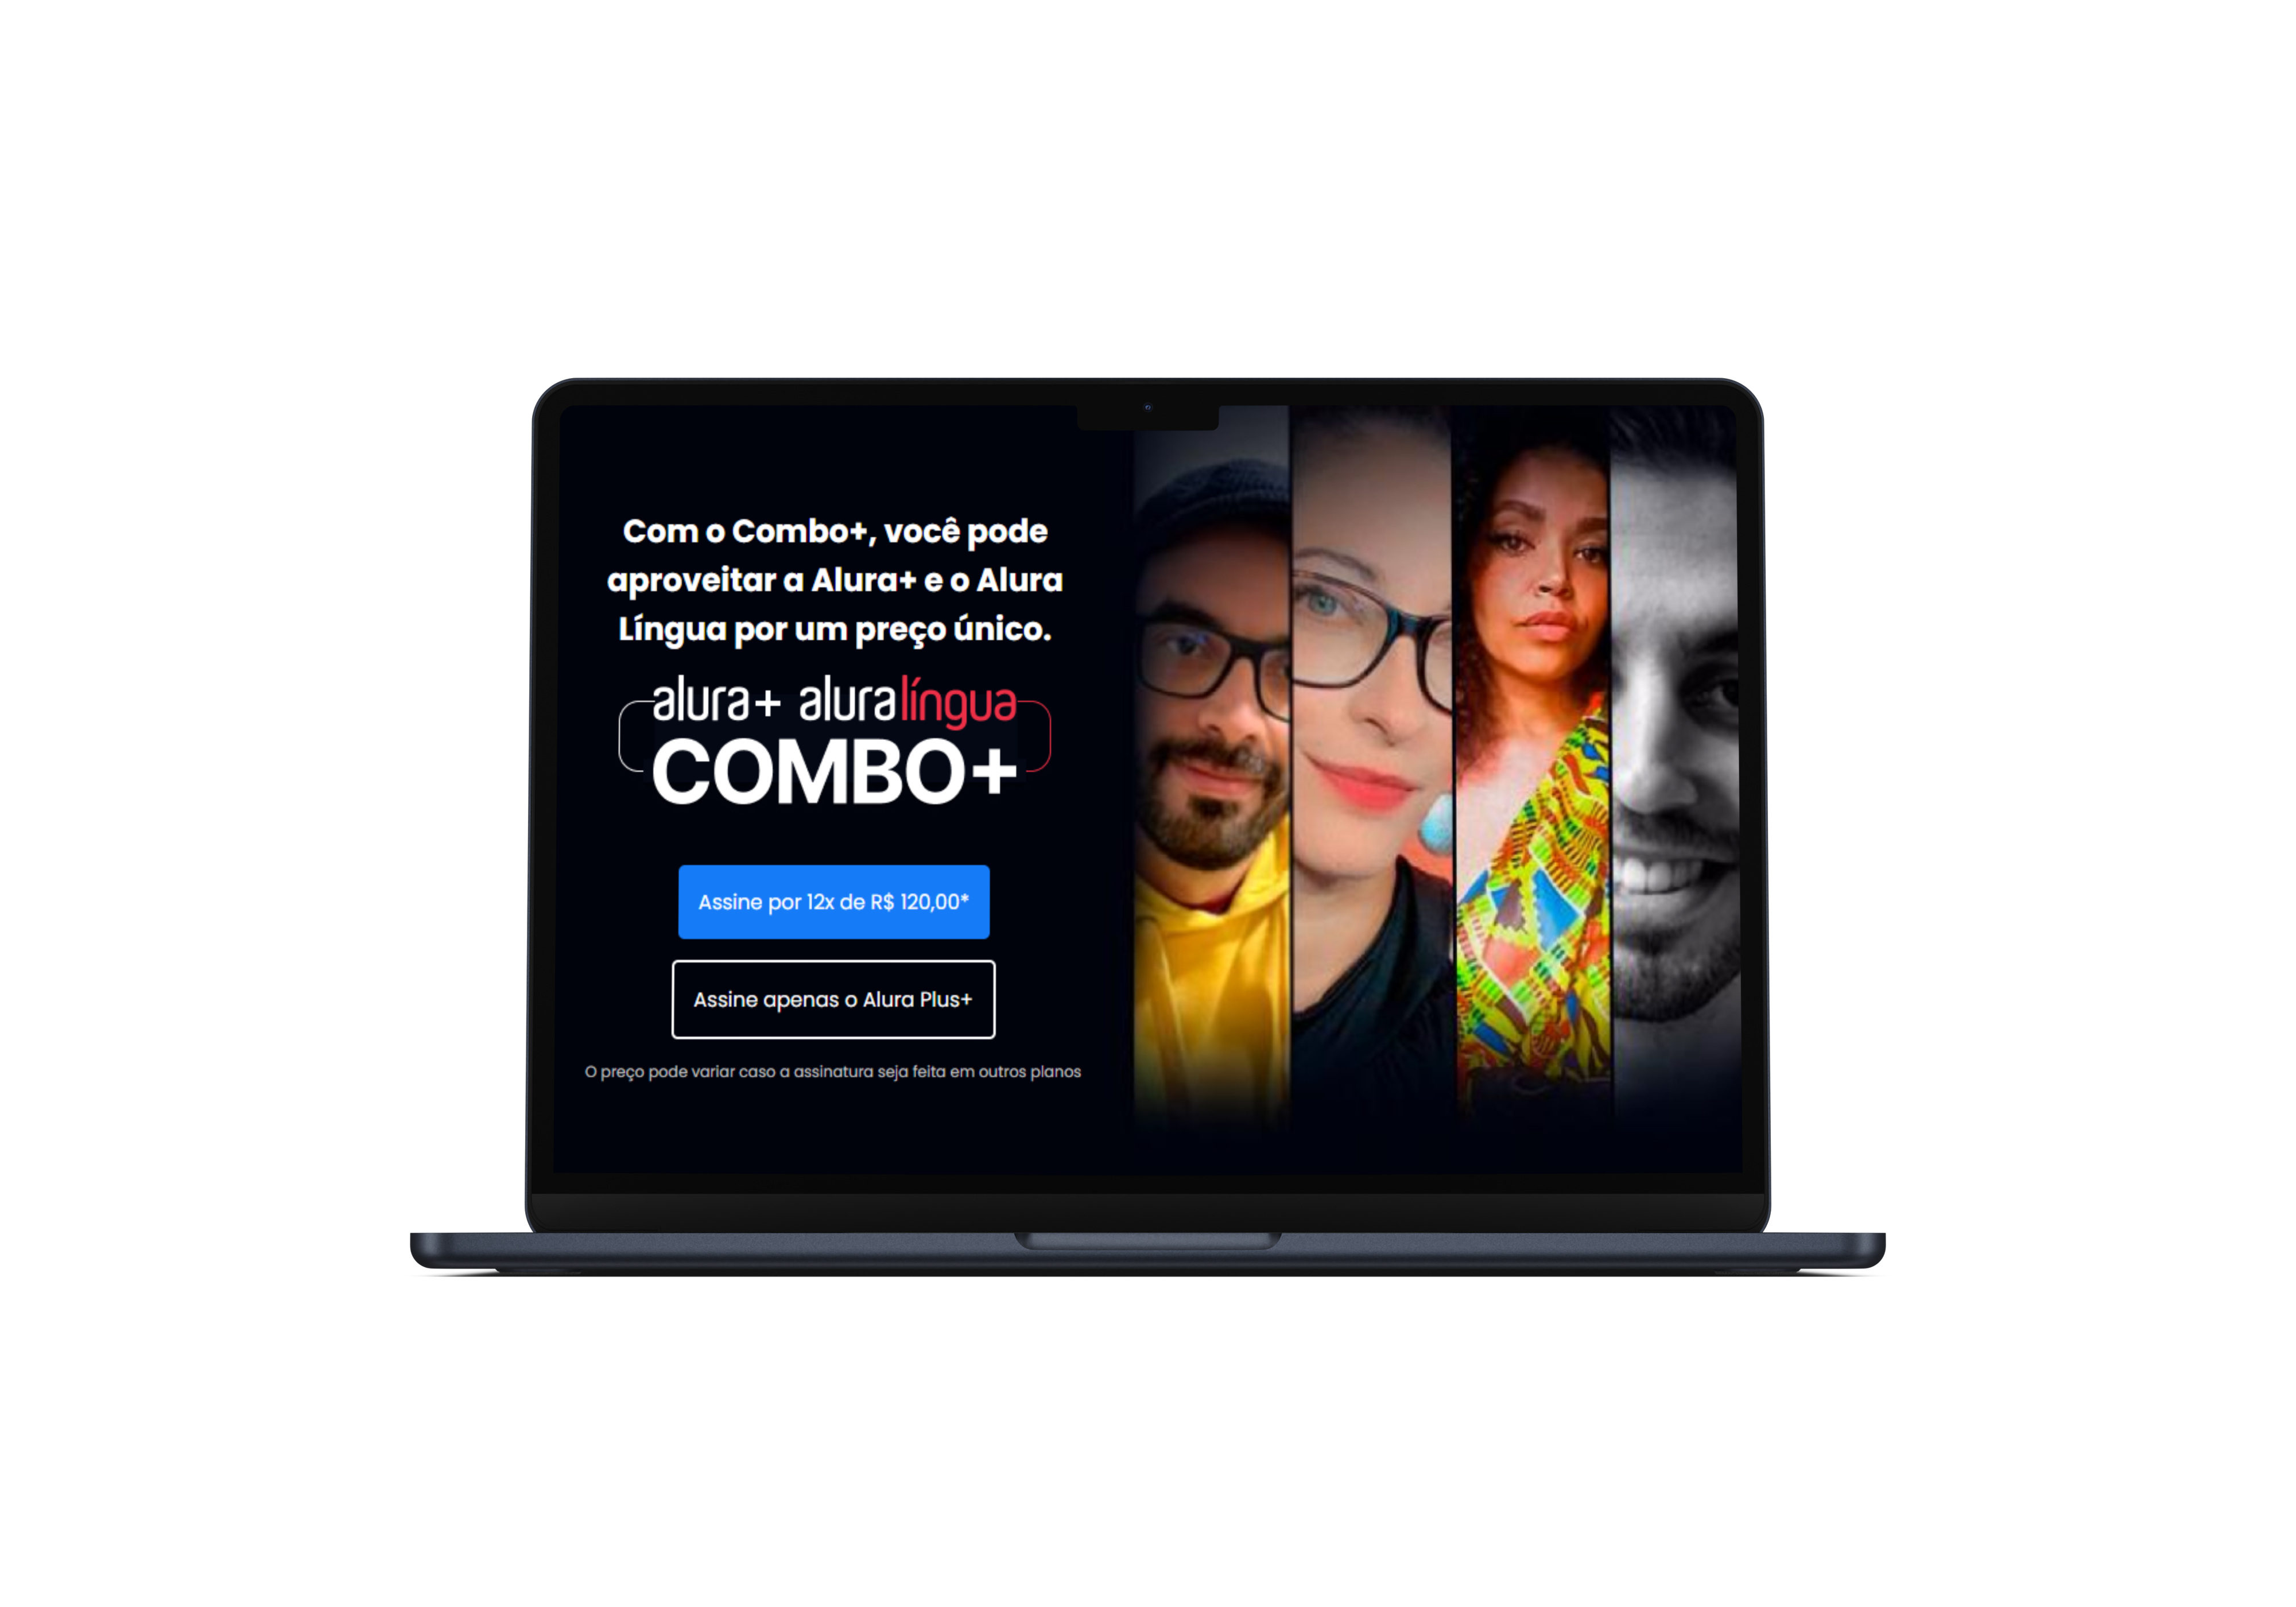 Com o Combo+, você pode
aproveitar a Alura+ e o Alura
Língua por um preço único.
alura+ aluralíngua
COMBO+
Assine por 12x de R$ 120,00*
Assine apenas o Alura Plus+
O preço pode variar caso a assinatura seja feita em outros planos